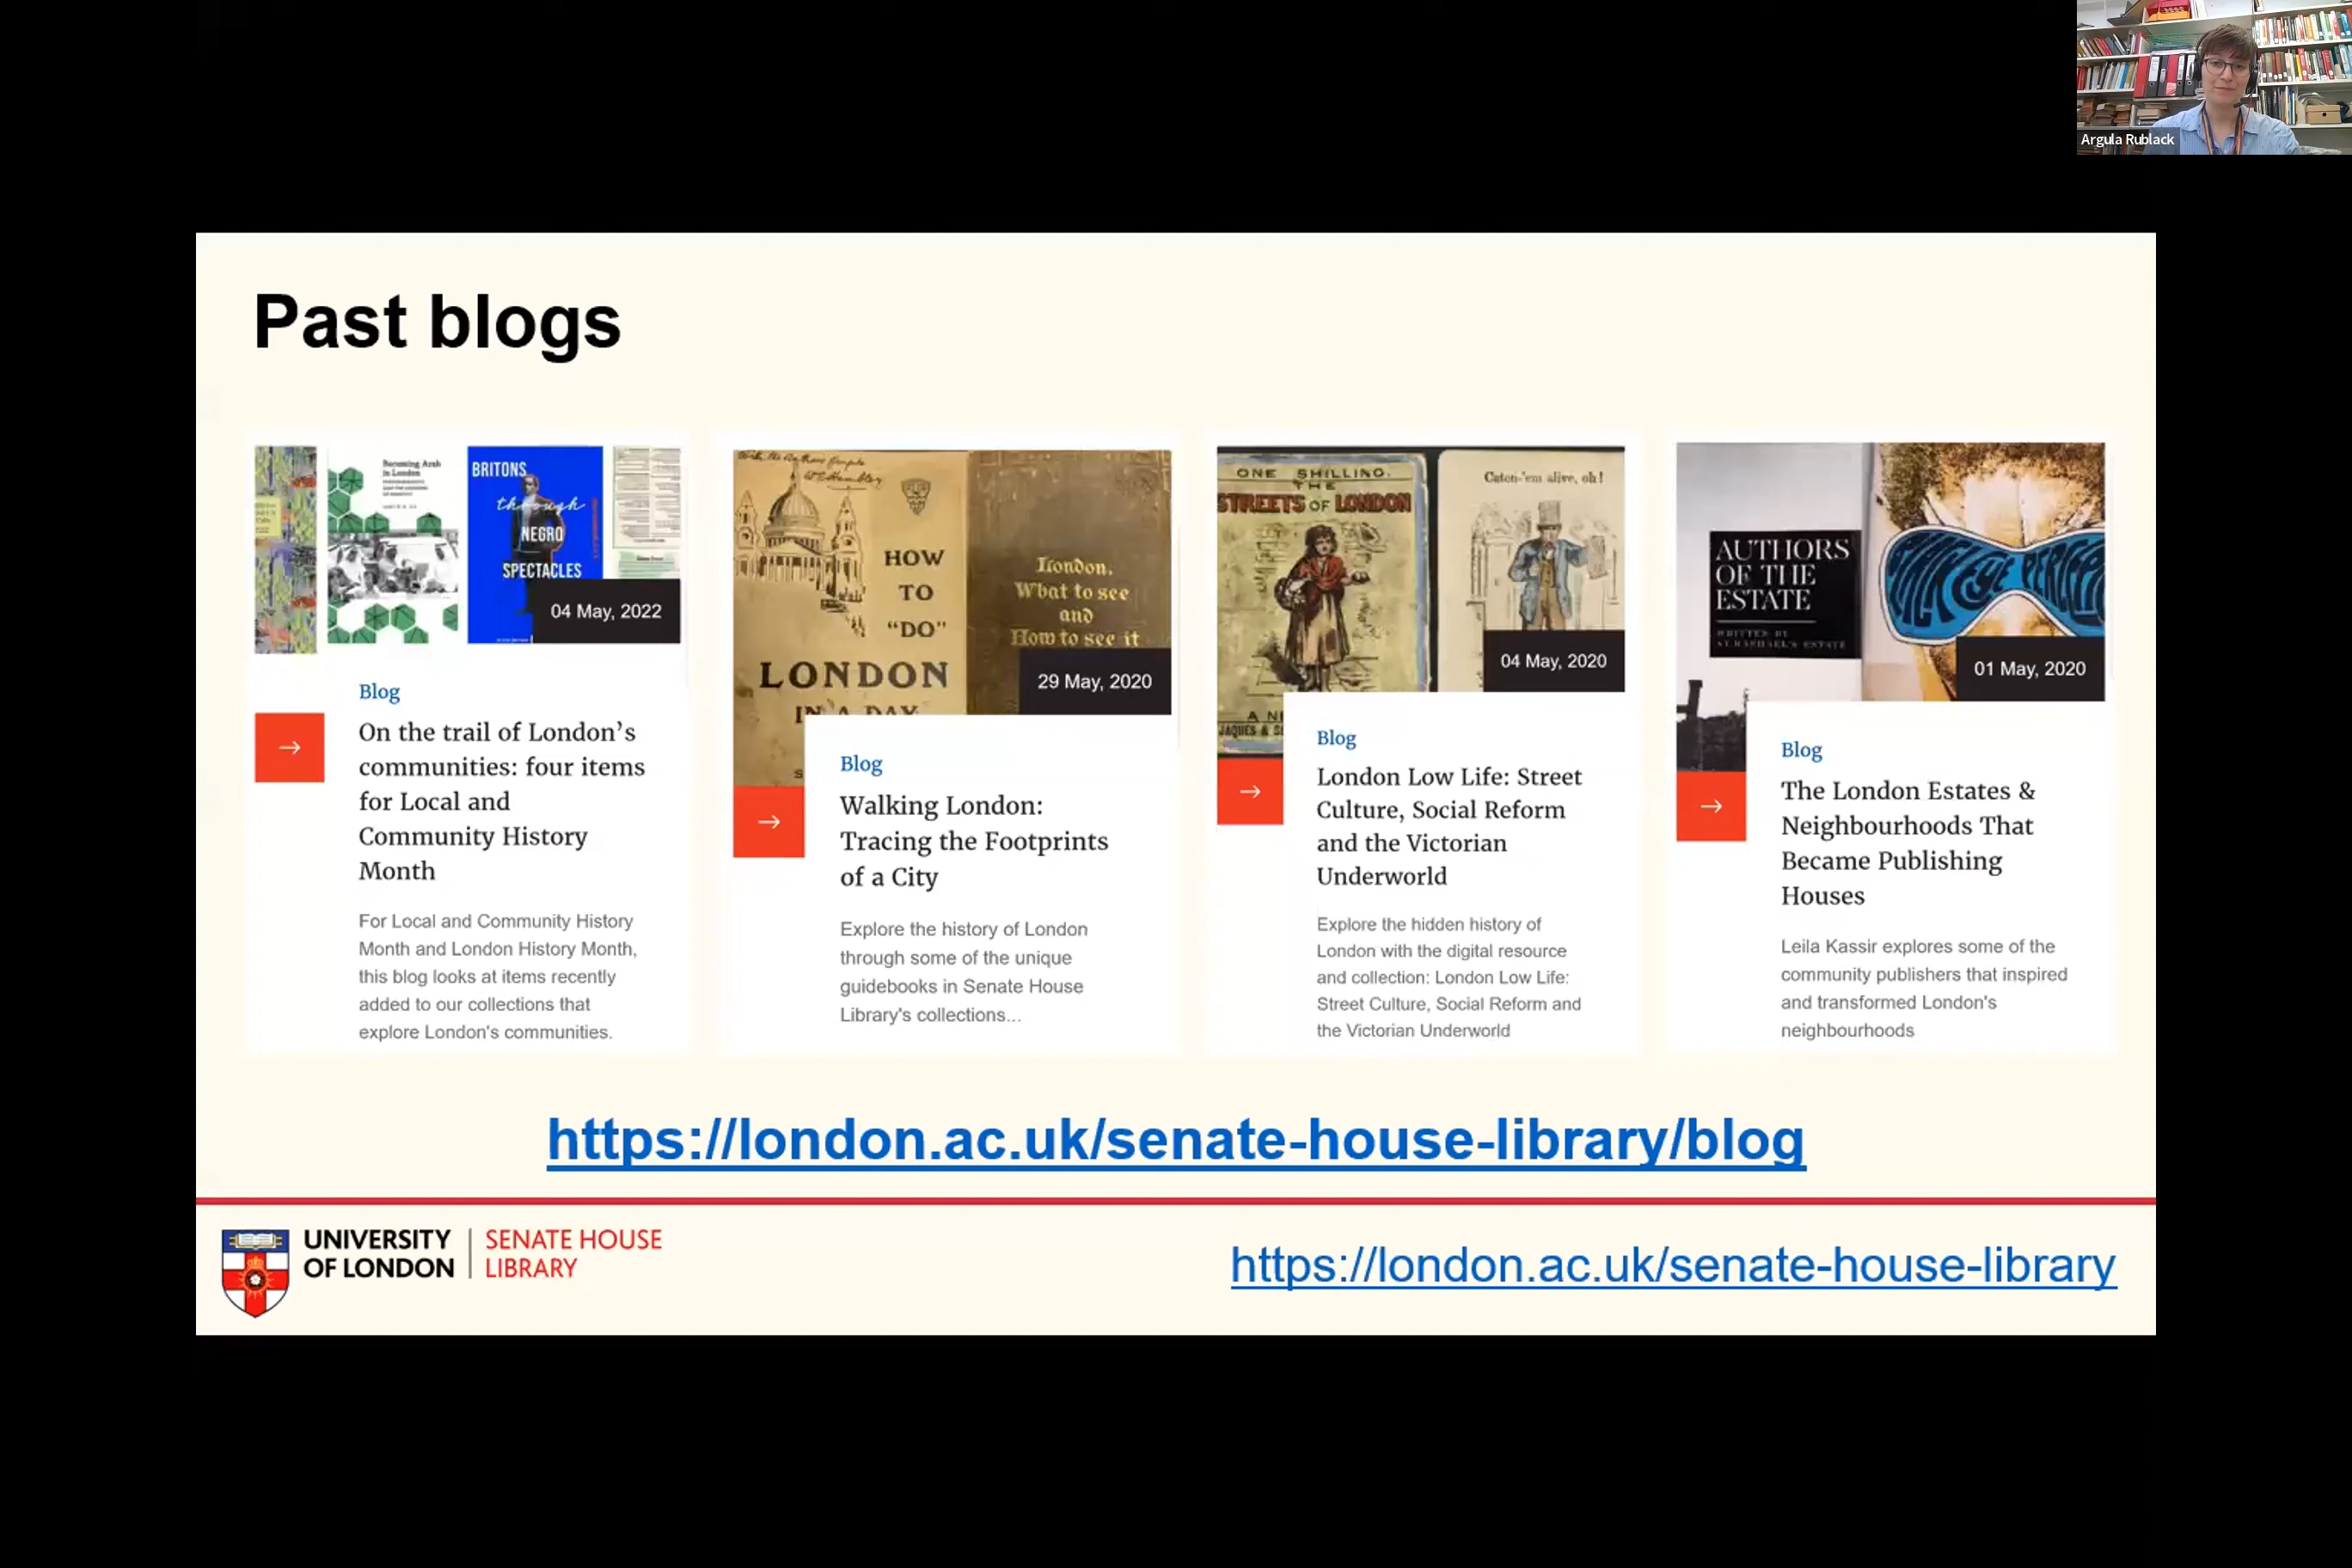 Argula Rublack
Past blogs
Becoming Arab
in London
BRITONS
through
NEGRO
SPECTACLES
04 May, 2022
Blog
On the trail of London's
communities: four items
for Local and
Community History
Month
For Local and Community History
Month and London History Month,
this blog looks at items recently
added to our collections that
explore London's communities.
HOW
TO
"DO"
LONDON
IN A DAY
London.
What to see
and
How to see it
29 May, 2020
Blog
Walking London:
Tracing the Footprints
of a City
Explore the history of London
through some of the unique
guidebooks in Senate House
Library's collections...
ONE SHILLING.
THE
STREETS OF LONDON
Catch-'em alive, oh!
04 May, 2020
Blog
London Low Life: Street
Culture, Social Reform
and the Victorian
Underworld
Explore the hidden history of
London with the digital resource
and collection: London Low Life:
Street Culture, Social Reform and
the Victorian Underworld
AUTHORS
OF THE
ESTATE
WRITTEN BY
ST.RAPHAEL'S ESTATE
01 May, 2020
Blog
The London Estates &
Neighbourhoods That
Became Publishing
Houses
Leila Kassir explores some of the
community publishers that inspired
and transformed London's
neighbourhoods
https://london.ac.uk/senate-house-library/blog
UNIVERSITY
OF LONDON
SENATE HOUSE
LIBRARY
https://london.ac.uk/senate-house-library